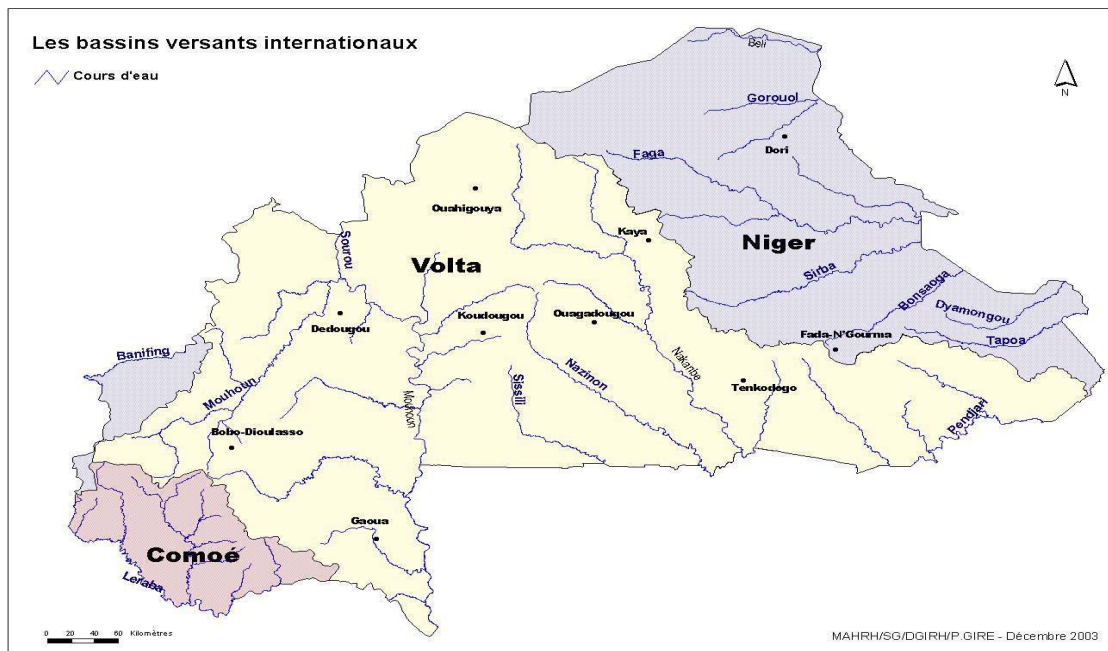 Les bassins versants internationaux
Cours d'eau
N
Beli
Gorouol
Dori
Faga
Ouahigouya
Sourou
Kaya
Niger
Volta
Sirba
Bonsaoga
Dyamongou
Dedougou
Koudougou
Ouagadougou
Fada-N'Gourma
Tapoa
Banifing
Mouhoun
Mouhoun
Sissili
Nazinon
Nakanbe
Tenkodogo
Pendjari
Bobo-Dioulasso
Gaoua
Comoé
Leraba
0 20 40 60 Kilomètres
MAHRH/SG/DGIRH/P.GIRE - Décembre 2003